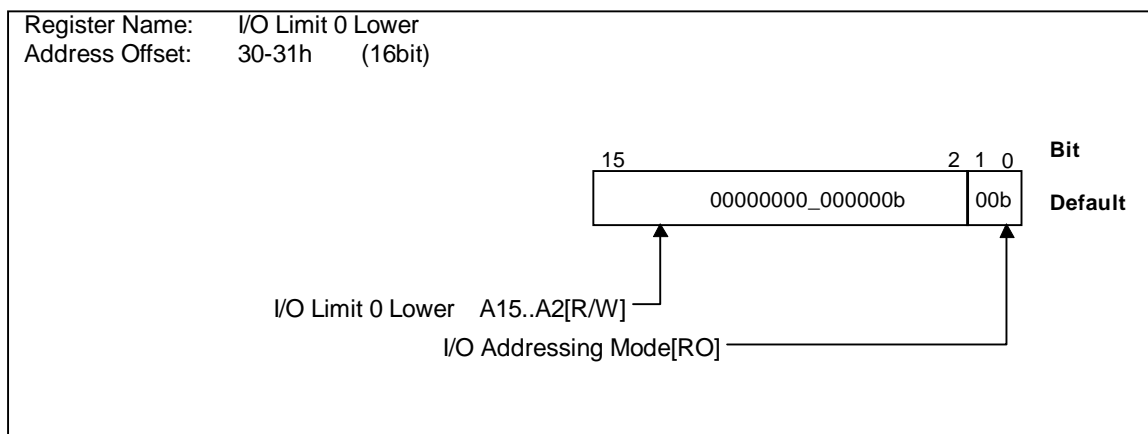 Register Name: I/O Limit 0 Lower
Address Offset: 30-31h (16bit)
15 2 1 0 Bit
00000000_000000b 00b Default
I/O Limit 0 Lower A15..A2[R/W]
I/O Addressing Mode[RO]